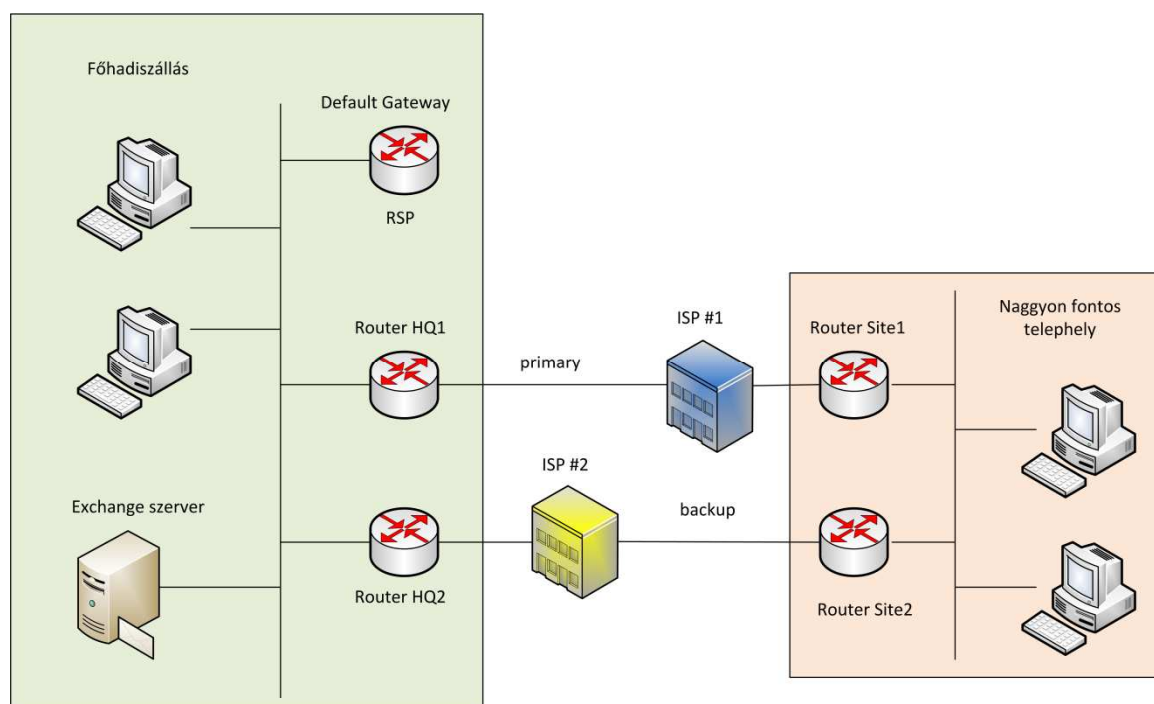 Főhadiszállás
Default Gateway
RSP
Router HQ1
primary
ISP #1
Router Site1
Naggyon fontos
telephely
Exchange szerver
ISP #2
backup
Router HQ2
Router Site2